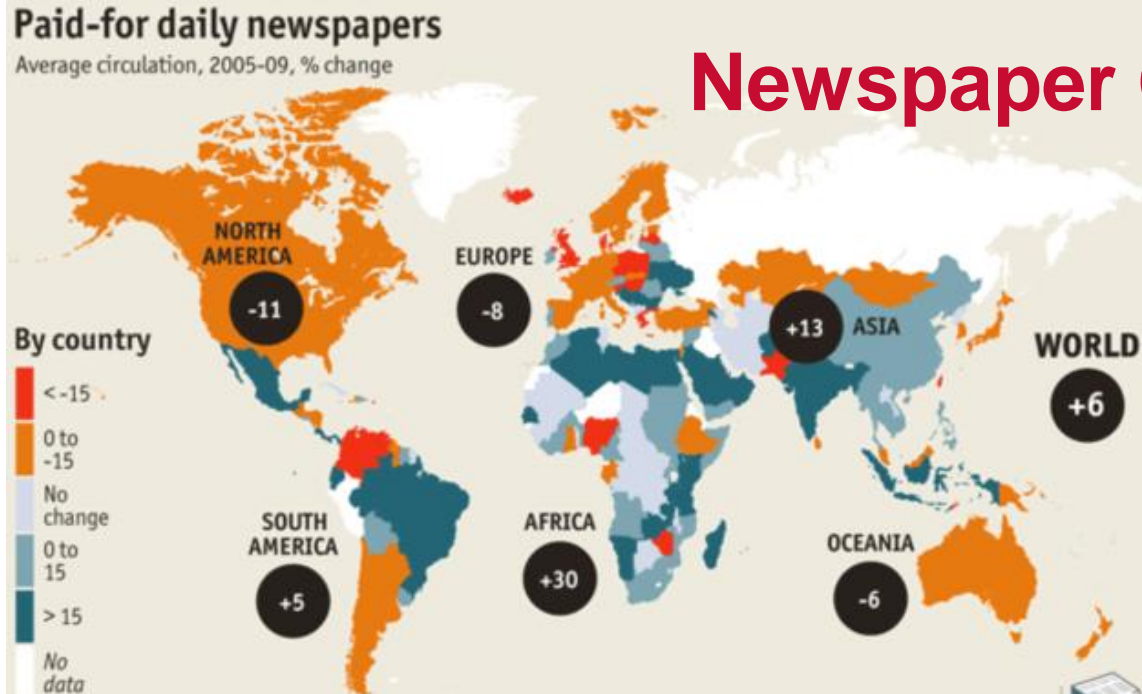 Paid-for daily newspapers
Average circulation, 2005-09, % change
Newspaper
NORTH
AMERICA
-11
EUROPE
-8
+13
ASIA
WORLD
+6
By country
< -15
0 to
-15
No
change
0 to
15
> 15
No
data
SOUTH
AMERICA
+5
AFRICA
+30
OCEANIA
-6